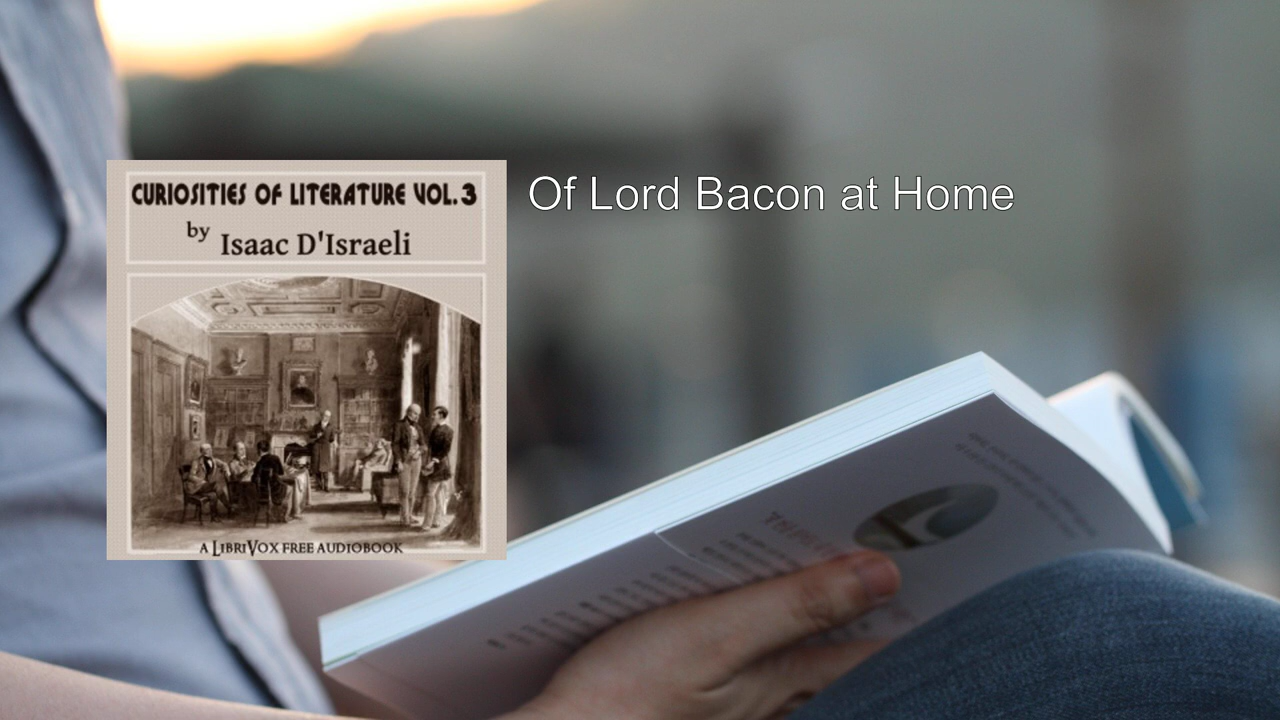 CURIOSITIES OF LITERATURE VOL.3
by Isaac D'Israeli
A LIBRIVOX FREE AUDIOBOOK
Of Lord Bacon at Home